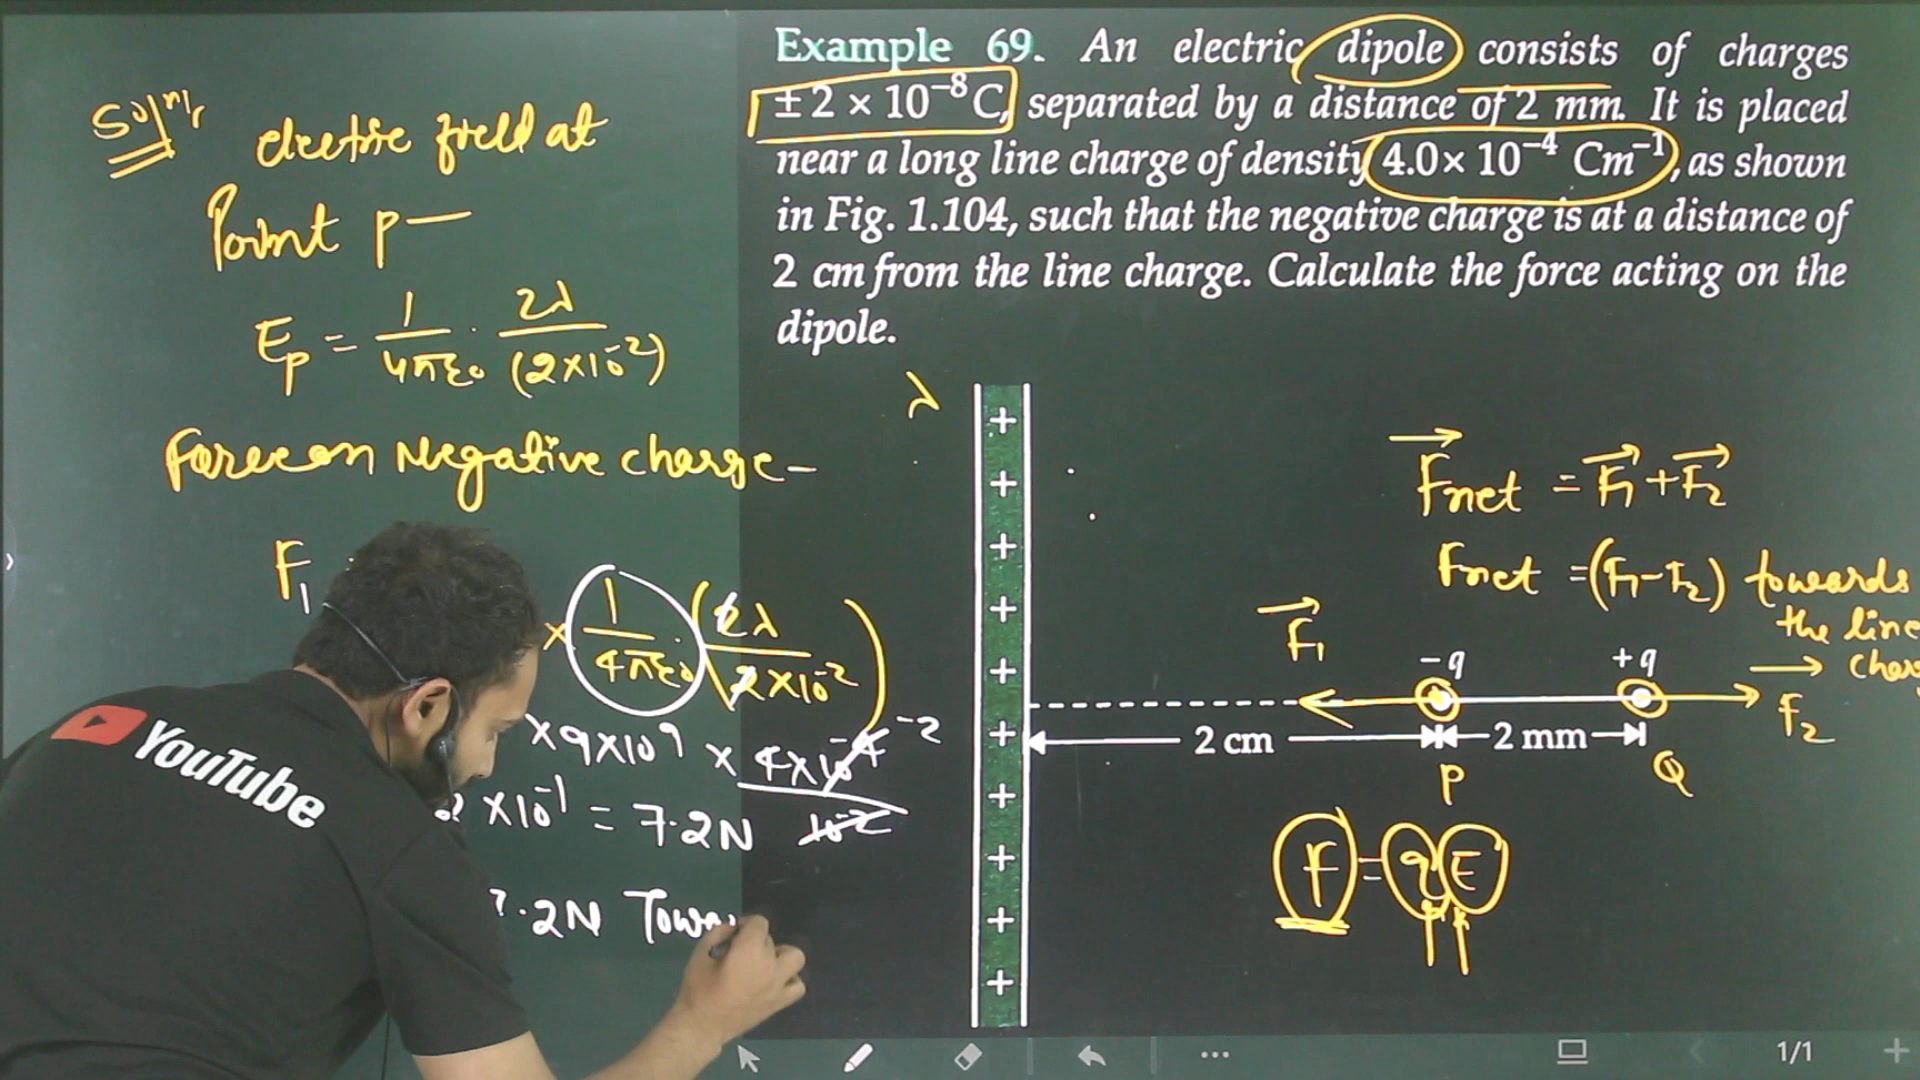 Example 69. An electric dipole consists of charges
± 2 × 10⁻⁸ C, separated by a distance of 2 mm. It is placed
near a long line charge of density 4.0× 10⁻⁴ Cm⁻¹, as shown
in Fig. 1.104, such that the negative charge is at a distance of
2 cm from the line charge. Calculate the force acting on the
dipole.
electric field at
Point P—
Ep = 1/4πε₀ · 2λ/(2×10⁻²)
Force on Negative charge-
F₁
× 1/4πε₀ · (2λ/2×10⁻²)
×9×10⁹ × 4×10⁻⁴ ⁻²
10⁻²
×10⁻¹ = 7.2N
.2N Towa
λ
+
+
+
+
+
+
+
+
+
+
Fnet = F₁+F₂
Fnet =(F₁-F₂) towards
the line
F₁
-q
+q
F₂
2 cm
2 mm
P
Q
F = q E
YouTube
1/1